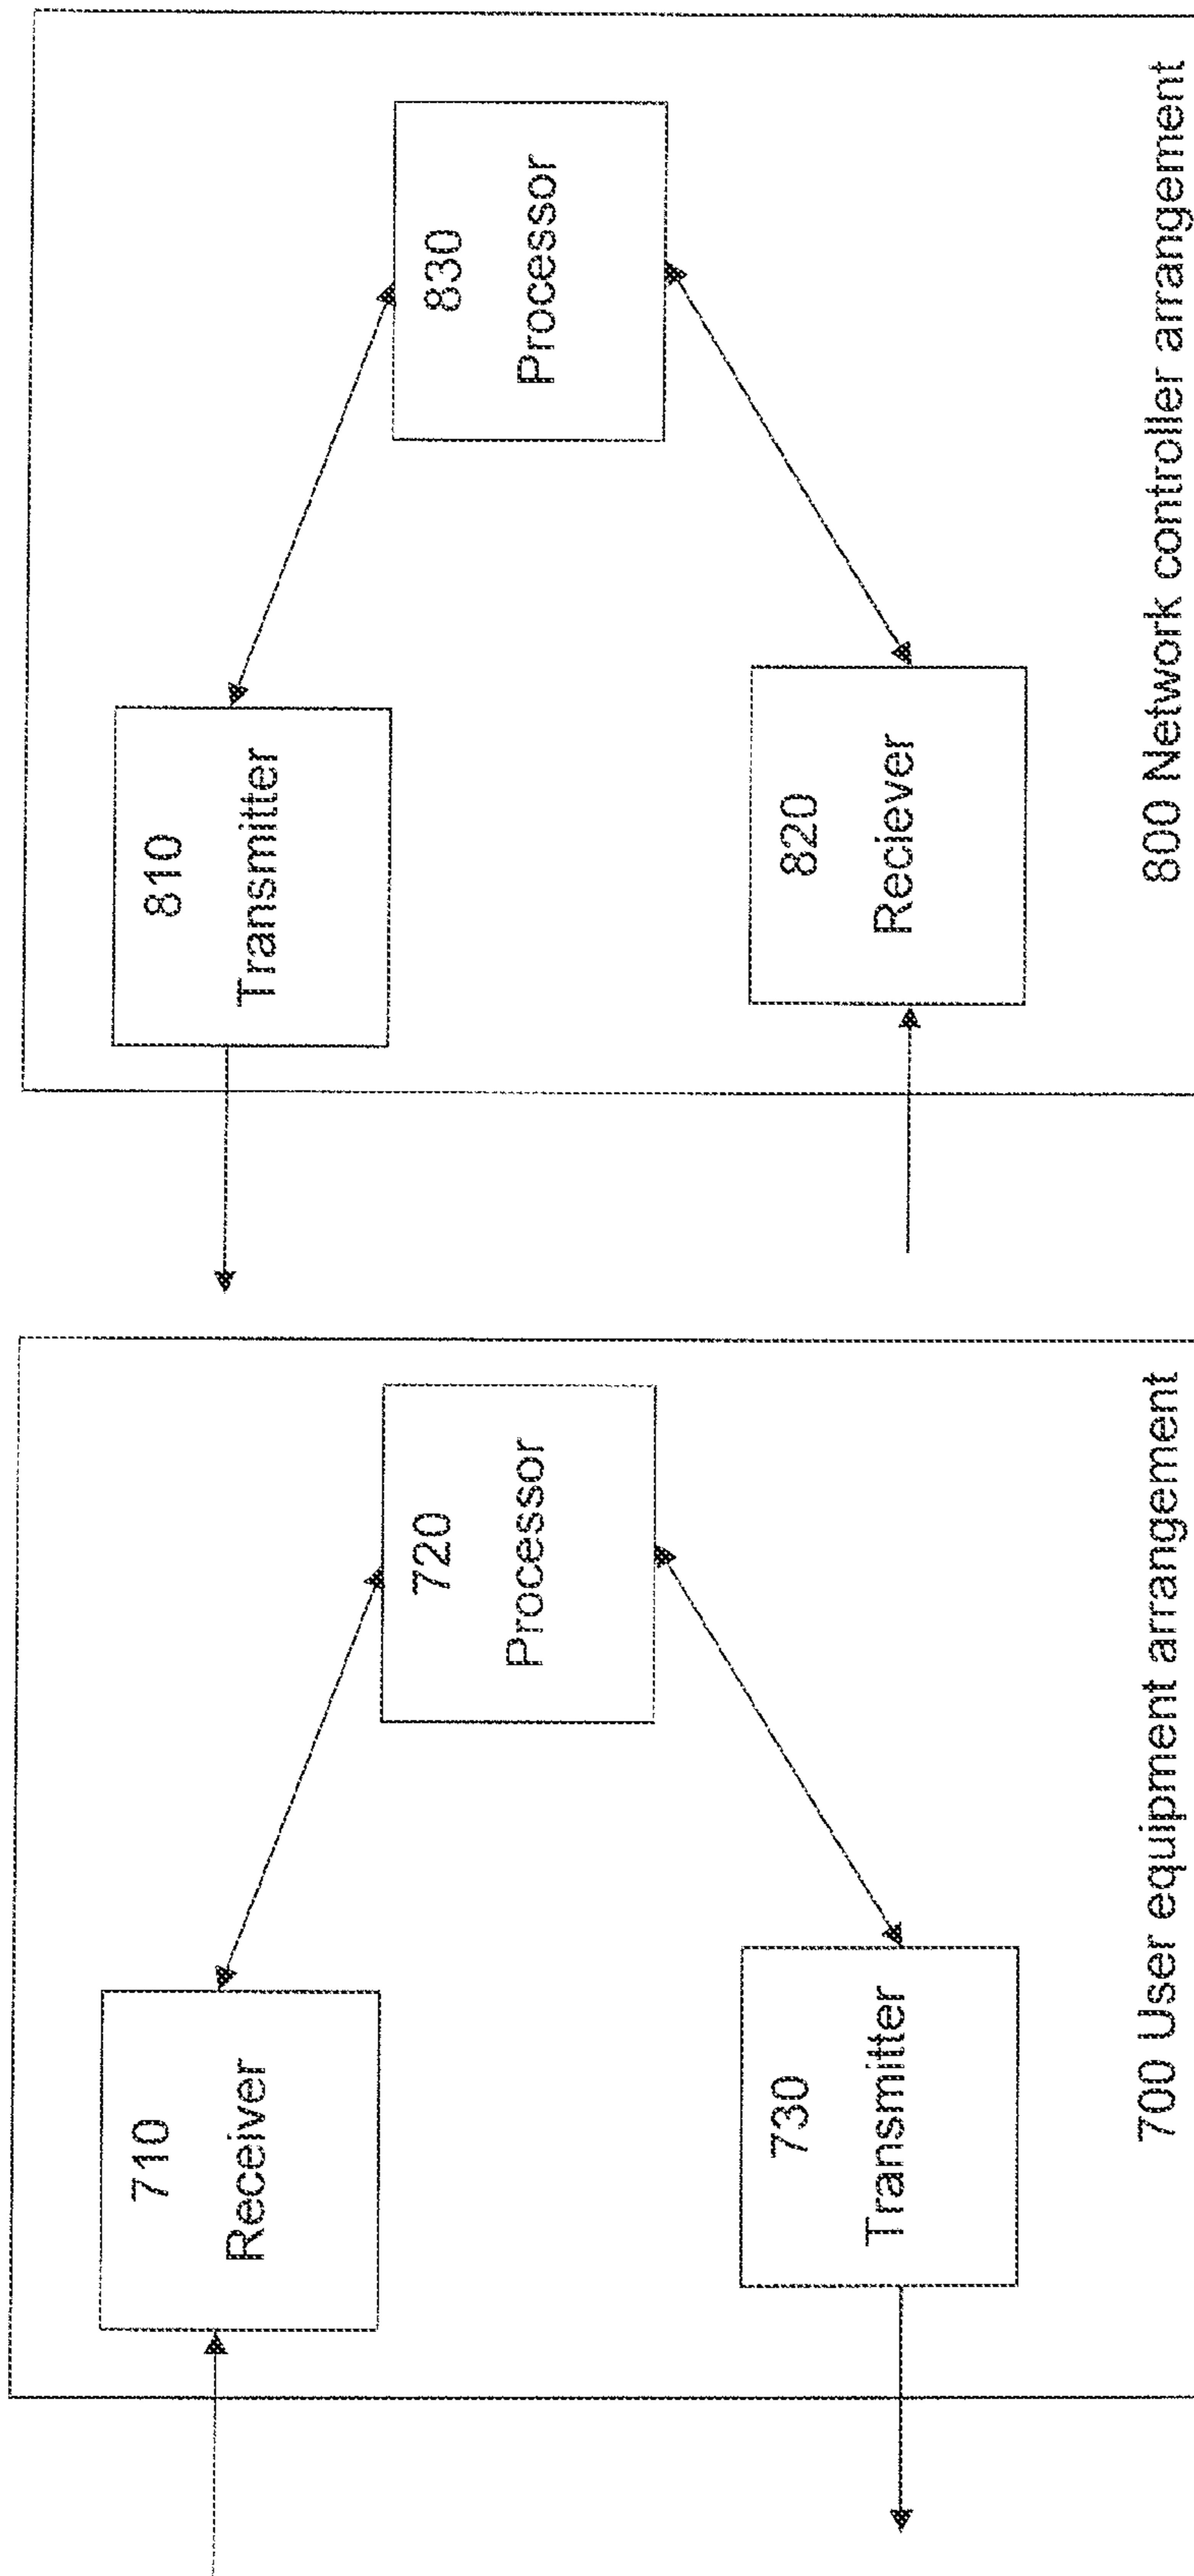 710
Receiver
720
Processor
730
Transmitter
700 User equipment arrangement
810
Transmitter
830
Processor
820
Reciever
800 Network controller arrangement